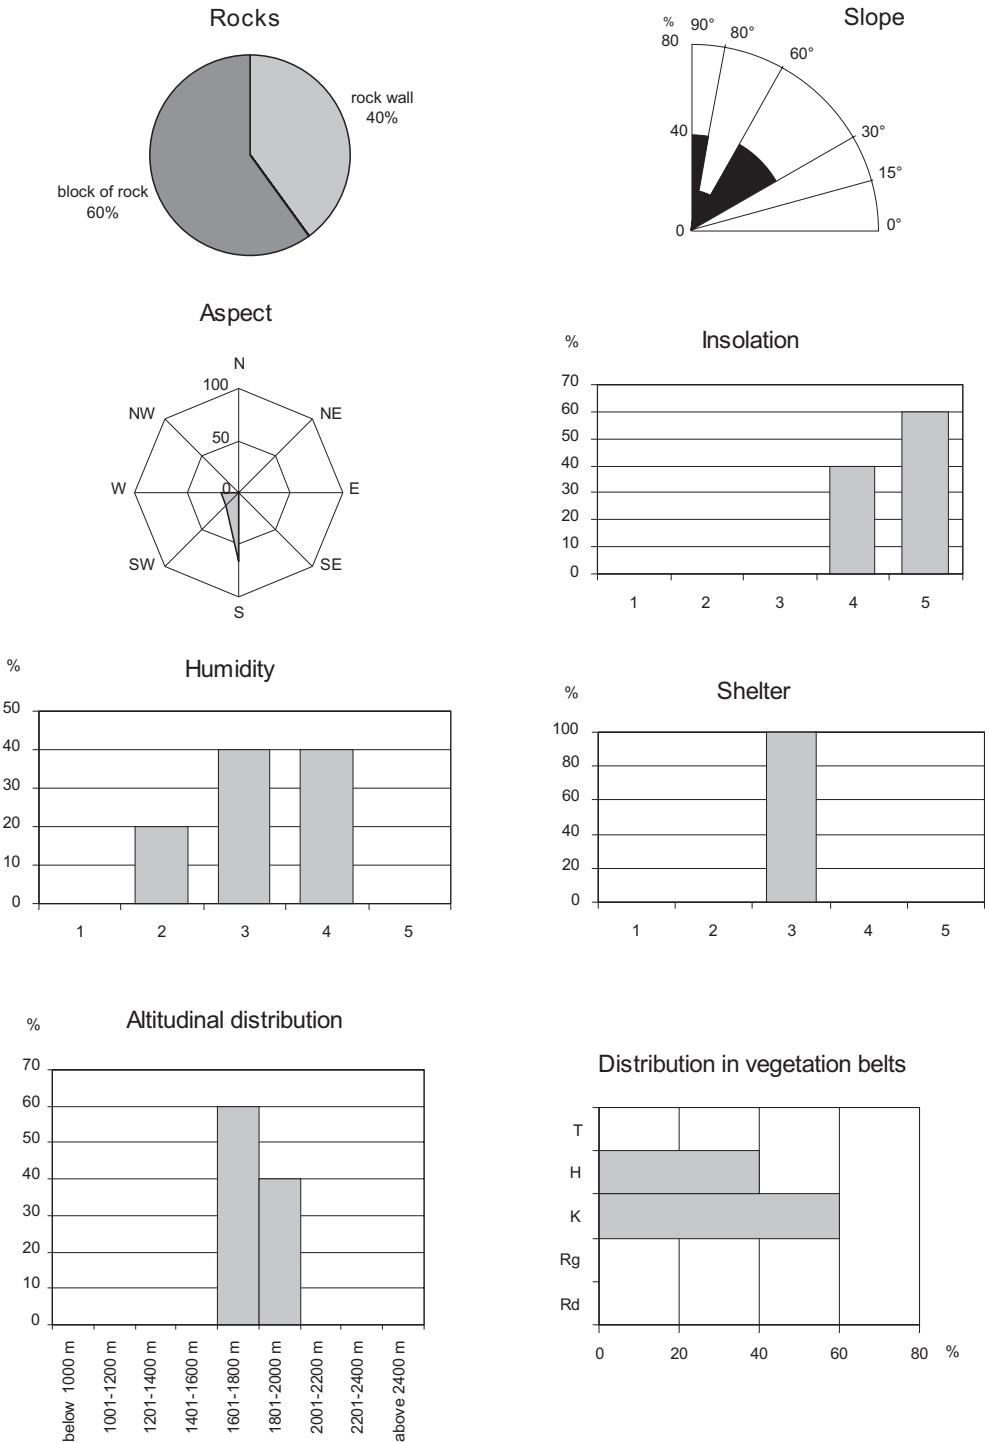 Rocks
rock wall
40%
block of rock
60%
Slope
%
80
40
0
90°
80°
60°
30°
15°
0°
Aspect
N
100
NW
NE
50
W
0
E
SW
SE
S
Insolation
%
70
60
50
40
30
20
10
0
1 2 3 4 5
Humidity
%
50
40
30
20
10
0
1 2 3 4 5
Shelter
%
100
80
60
40
20
0
1 2 3 4 5
Altitudinal distribution
%
70
60
50
40
30
20
10
0
below 1000 m
1001-1200 m
1201-1400 m
1401-1600 m
1601-1800 m
1801-2000 m
2001-2200 m
2201-2400 m
above 2400 m
Distribution in vegetation belts
T
H
K
Rg
Rd
0 20 40 60 80 %